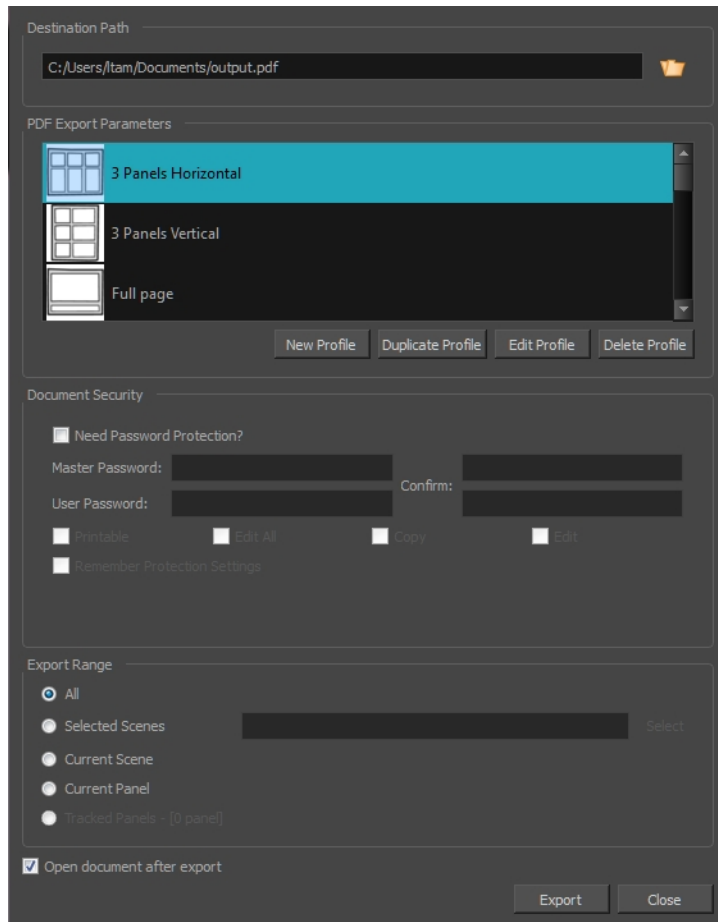 Destination Path
C:/Users/ltam/Documents/output.pdf
PDF Export Parameters
3 Panels Horizontal
3 Panels Vertical
Full page
New Profile Duplicate Profile Edit Profile Delete Profile
Document Security
Need Password Protection?
Master Password:
Confirm:
User Password:
Printable Edit All Copy Edit
Remember Protection Settings
Export Range
All
Selected Scenes Select
Current Scene
Current Panel
Tracked Panels - [0 panel]
Open document after export
Export Close